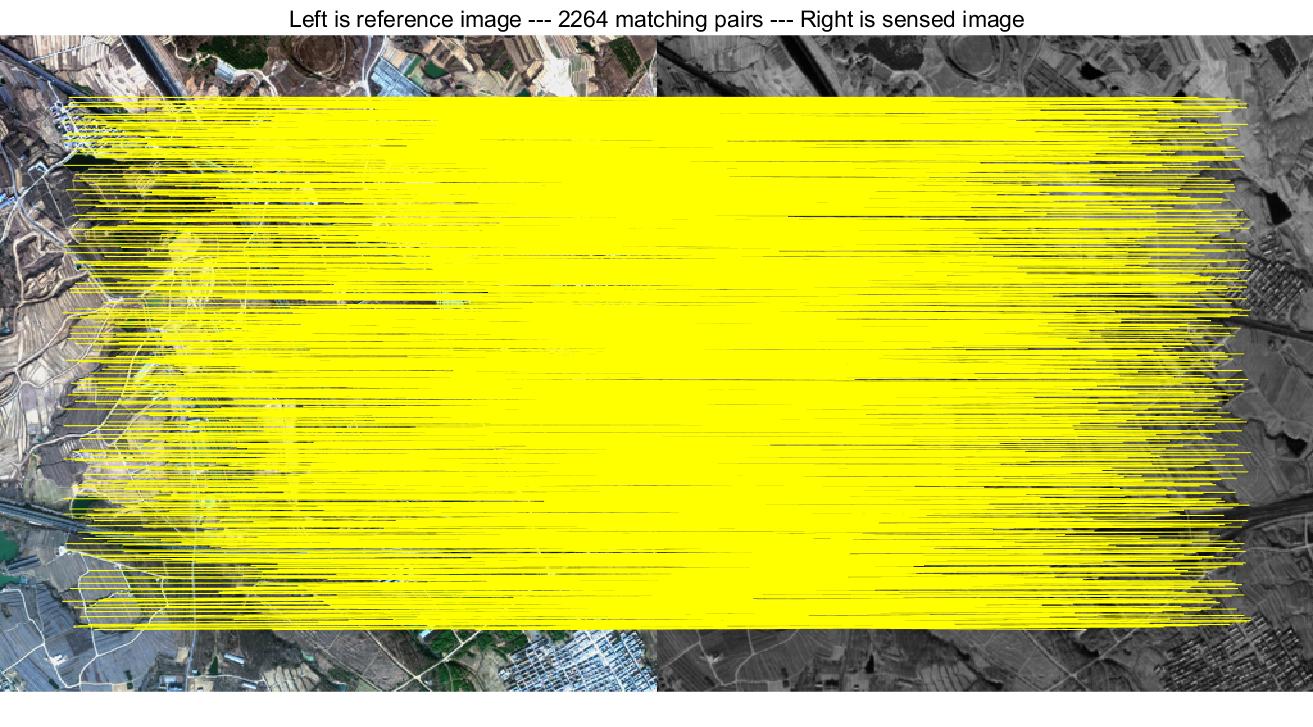 Left is reference image --- 2264 matching pairs --- Right is sensed image